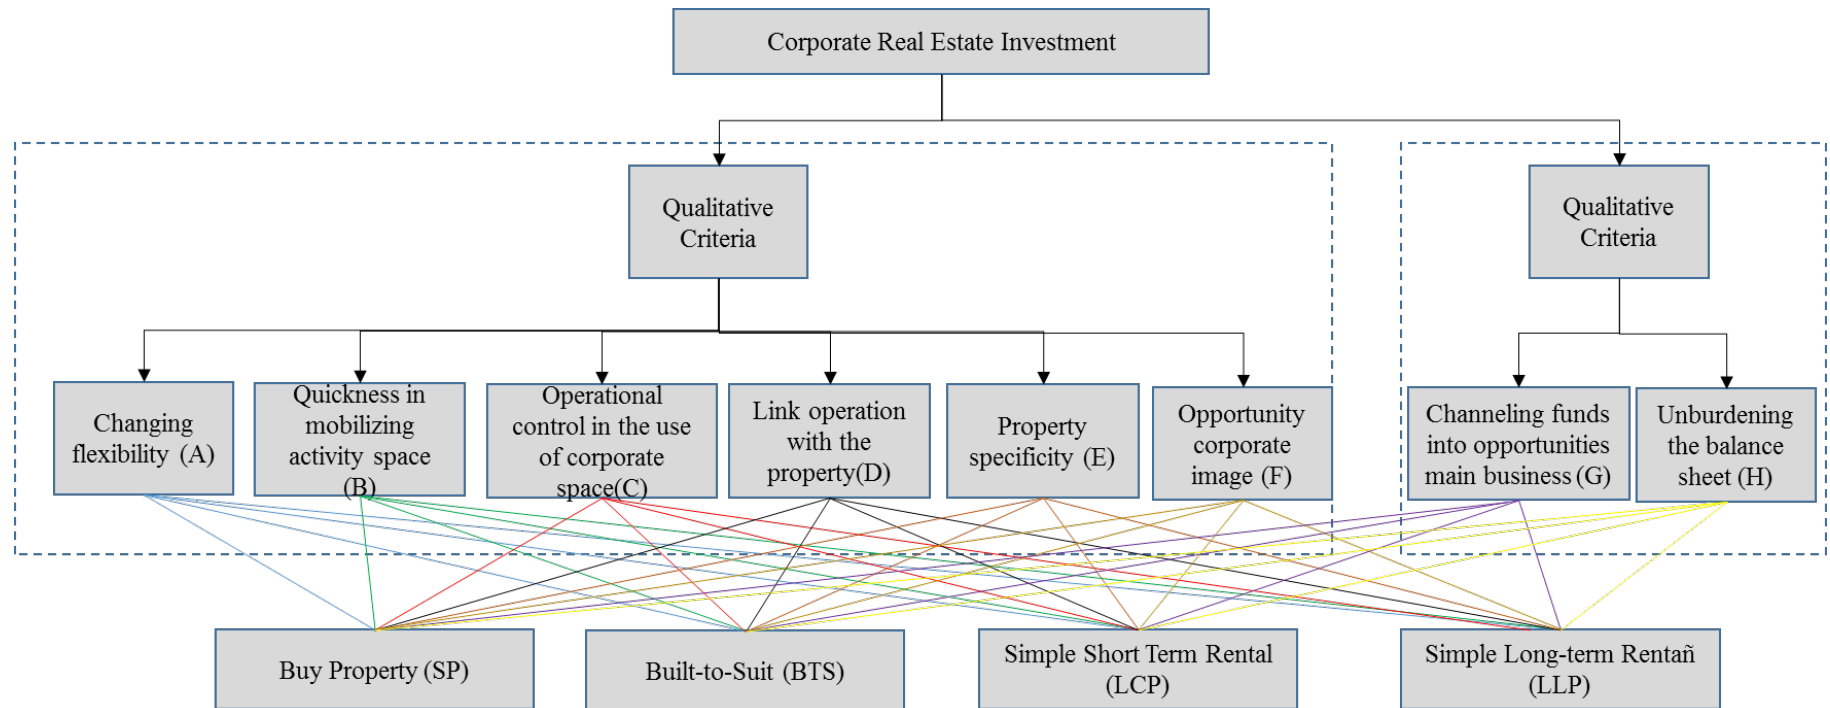 Corporate Real Estate Investment
Qualitative
Criteria
Qualitative
Criteria
Changing
flexibility (A)
Quickness in
mobilizing
activity space
(B)
Operational
control in the use
of corporate
space(C)
Link operation
with the
property(D)
Property
specificity (E)
Opportunity
corporate
image (F)
Channeling funds
into opportunities
main business (G)
Unburdening
the balance
sheet (H)
Buy Property (SP)
Built-to-Suit (BTS)
Simple Short Term Rental
(LCP)
Simple Long-term Rentañ
(LLP)